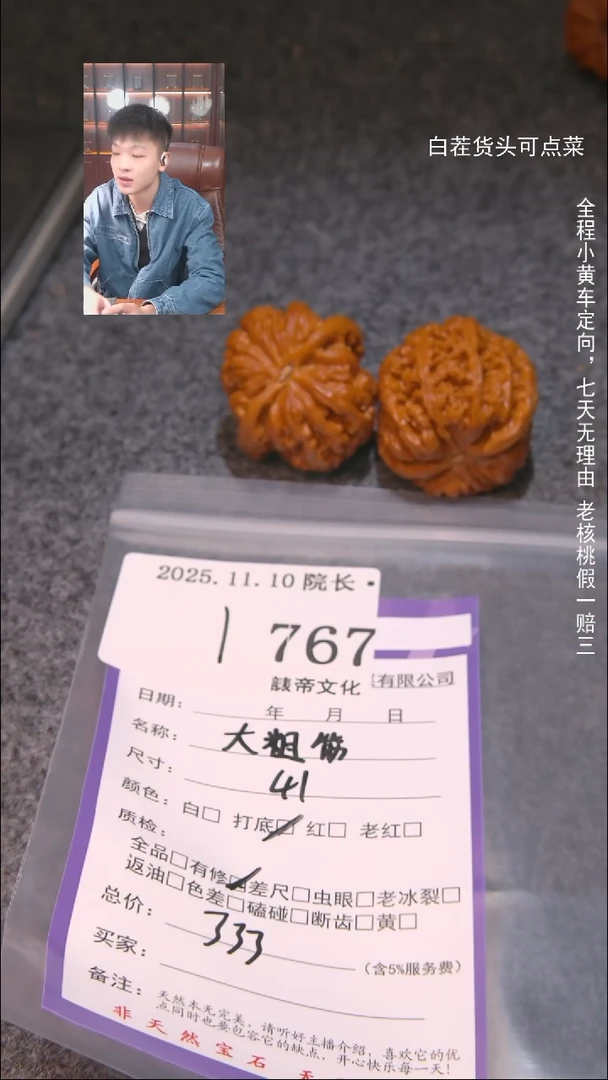 白茬货头可点菜
全程小黄车定向，七天无理由 老核桃假一赔三
2025.11.10 院长·
1 767
誐帝文化
有限公司
日期： 年 月 日
名称： 大粗筋
尺寸： 41
颜色：白□ 打底☑ 红□ 老红□
质检：
全品□有修☑差尺□虫眼□老冰裂□
返油□色差□磕碰□断齿□黄□
总价： 333
（含5%服务费）
买家：
备注：
天然本无完美，请听好主播介绍，喜欢它的优
点同时也要包容它的缺点，开心快乐每一天！
非天然宝石